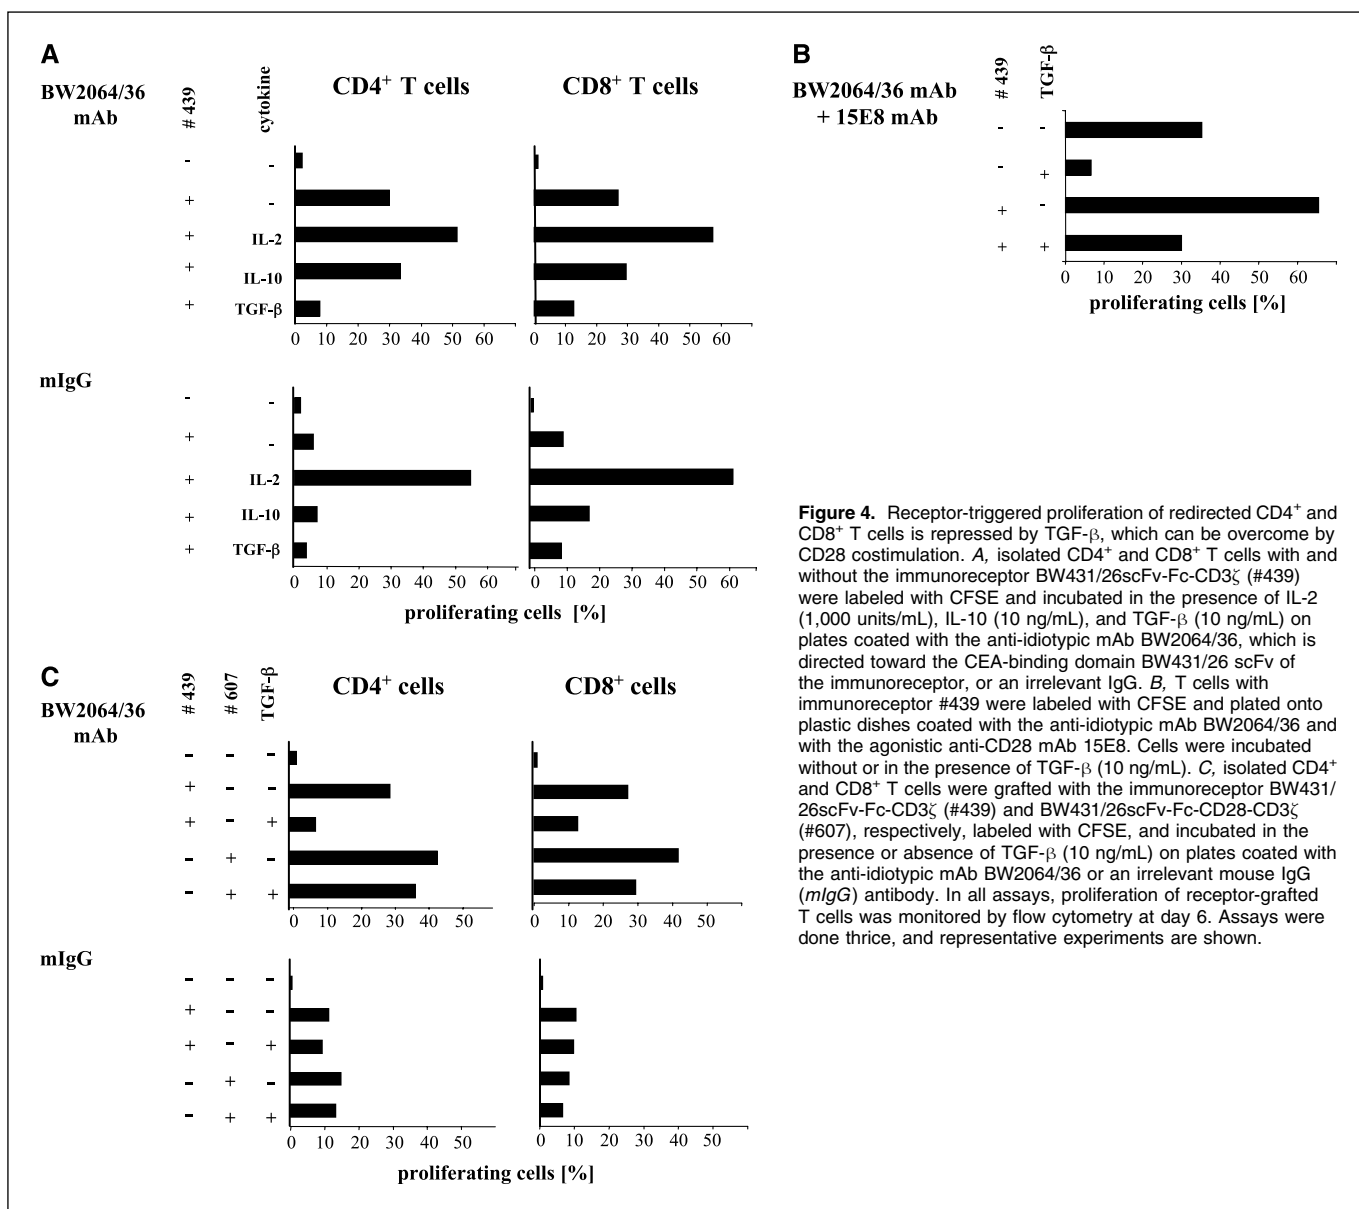 A
BW2064/36
mAb
# 439
cytokine
CD4+ T cells
CD8+ T cells
- -
+ -
+ IL-2
+ IL-10
+ TGF-β
0 10 20 30 40 50 60
0 10 20 30 40 50 60
mIgG
- -
+ -
+ IL-2
+ IL-10
+ TGF-β
0 10 20 30 40 50 60
0 10 20 30 40 50 60
proliferating cells [%]
B
BW2064/36 mAb
+ 15E8 mAb
# 439
TGF-β
- -
- +
+ -
+ +
0 10 20 30 40 50 60
proliferating cells [%]
C
BW2064/36
mAb
# 439
# 607
TGF-β
CD4+ cells
CD8+ cells
- - -
+ - -
+ - +
- + -
- + +
0 10 20 30 40 50
0 10 20 30 40 50
mIgG
- - -
+ - -
+ - +
- + -
- + +
0 10 20 30 40 50
0 10 20 30 40 50
proliferating cells [%]
Figure 4. Receptor-triggered proliferation of redirected CD4+ and
CD8+ T cells is repressed by TGF-β, which can be overcome by
CD28 costimulation. A, isolated CD4+ and CD8+ T cells with and
without the immunoreceptor BW431/26scFv-Fc-CD3ζ (#439)
were labeled with CFSE and incubated in the presence of IL-2
(1,000 units/mL), IL-10 (10 ng/mL), and TGF-β (10 ng/mL) on
plates coated with the anti-idiotypic mAb BW2064/36, which is
directed toward the CEA-binding domain BW431/26 scFv of
the immunoreceptor, or an irrelevant IgG. B, T cells with
immunoreceptor #439 were labeled with CFSE and plated onto
plastic dishes coated with the anti-idiotypic mAb BW2064/36 and
with the agonistic anti-CD28 mAb 15E8. Cells were incubated
without or in the presence of TGF-β (10 ng/mL). C, isolated CD4+
and CD8+ T cells were grafted with the immunoreceptor BW431/
26scFv-Fc-CD3ζ (#439) and BW431/26scFv-Fc-CD28-CD3ζ
(#607), respectively, labeled with CFSE, and incubated in the
presence or absence of TGF-β (10 ng/mL) on plates coated with
the anti-idiotypic mAb BW2064/36 or an irrelevant mouse IgG
(mIgG) antibody. In all assays, proliferation of receptor-grafted
T cells was monitored by flow cytometry at day 6. Assays were
done thrice, and representative experiments are shown.